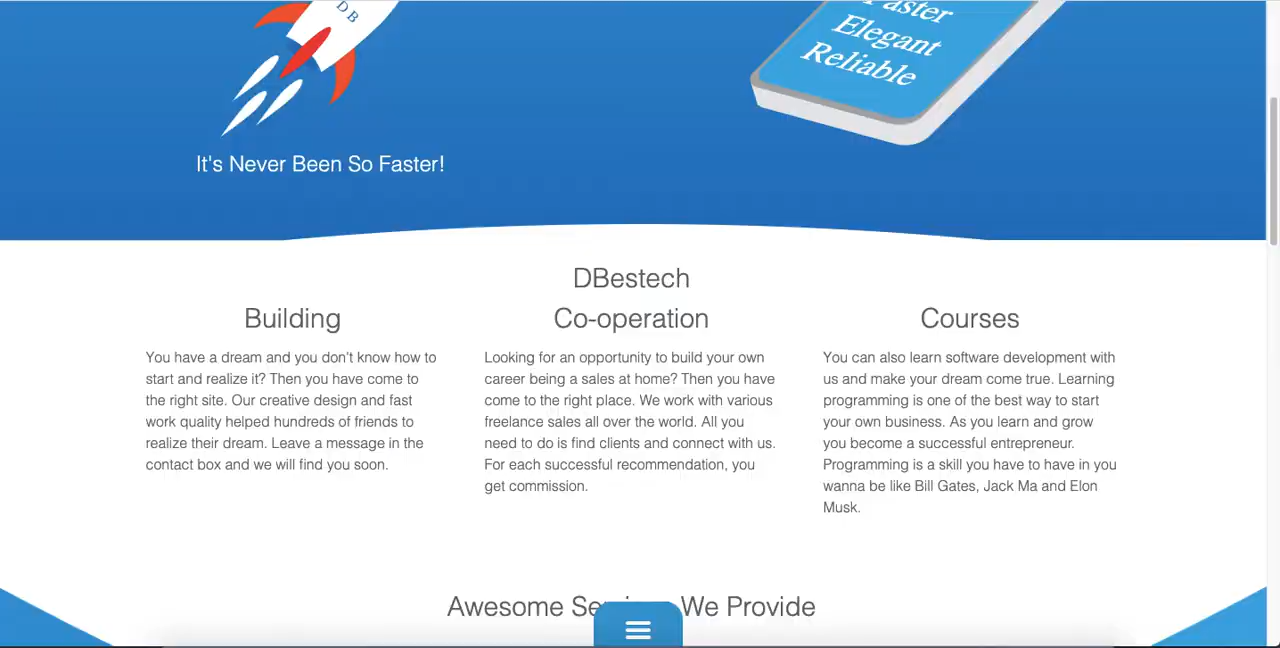 DB
Faster
Elegant
Reliable
It's Never Been So Faster!
DBestech
Building
You have a dream and you don't know how to
start and realize it? Then you have come to
the right site. Our creative design and fast
work quality helped hundreds of friends to
realize their dream. Leave a message in the
contact box and we will find you soon.
Co-operation
Looking for an opportunity to build your own
career being a sales at home? Then you have
come to the right place. We work with various
freelance sales all over the world. All you
need to do is find clients and connect with us.
For each successful recommendation, you
get commission.
Courses
You can also learn software development with
us and make your dream come true. Learning
programming is one of the best way to start
your own business. As you learn and grow
you become a successful entrepreneur.
Programming is a skill you have to have in you
wanna be like Bill Gates, Jack Ma and Elon
Musk.
Awesome We Provide